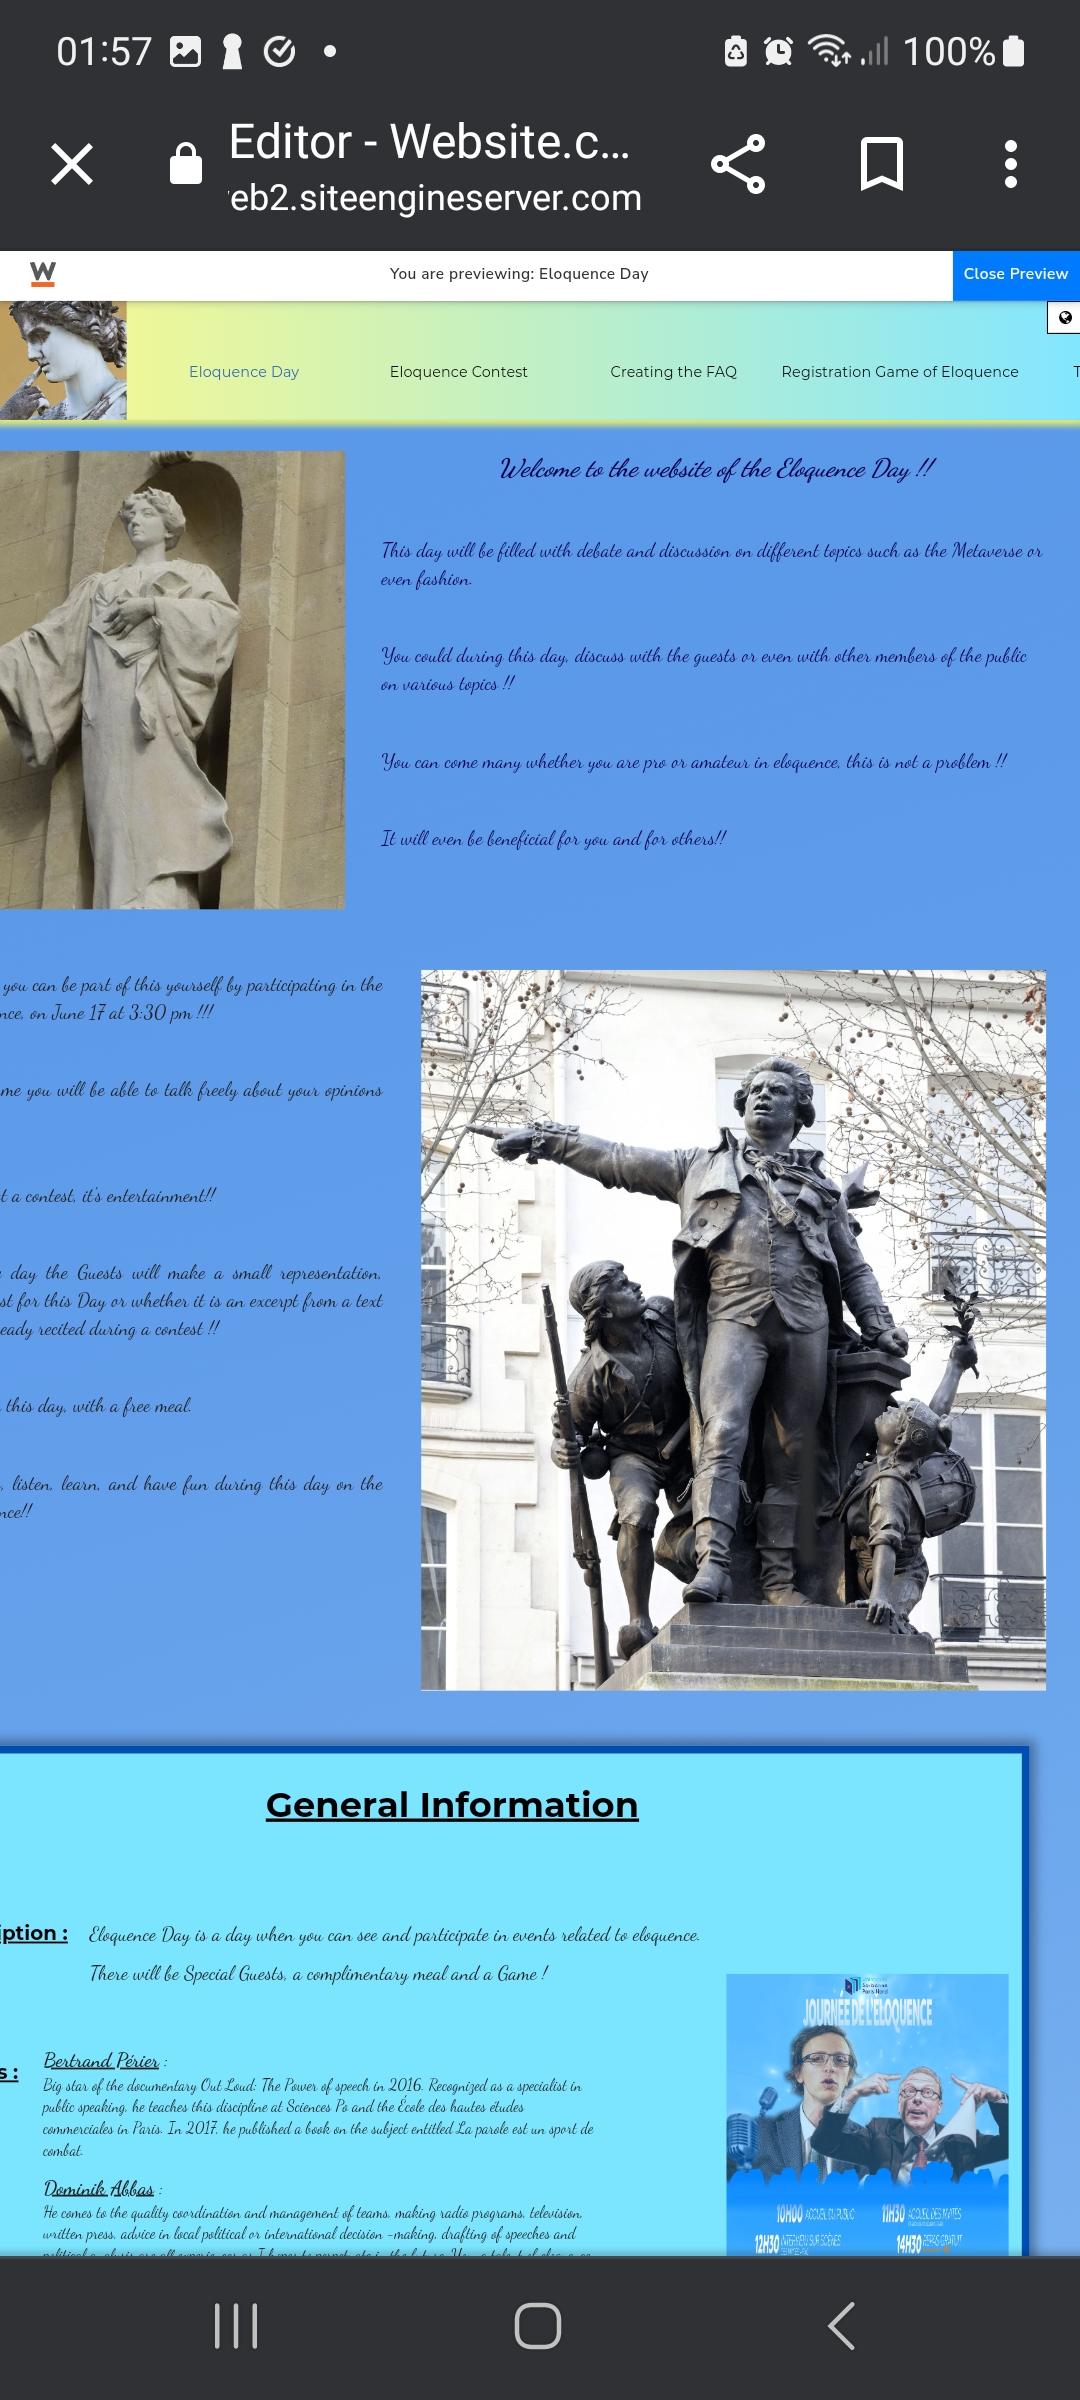 01:57
100%
Editor - Website.c...
eb2.siteengineserver.com
W
You are previewing: Eloquence Day
Close Preview
Eloquence Day
Eloquence Contest
Creating the FAQ
Registration Game of Eloquence
T
Welcome to the website of the Eloquence Day !!
This day will be filled with debate and discussion on different topics such as the Metaverse or
even fashion.
You could during this day, discuss with the guests or even with other members of the public
on various topics !!
You can come many whether you are pro or amateur in eloquence, this is not a problem !!
It will even be beneficial for you and for others!!
you can be part of this yourself by participating in the
nce, on June 17 at 3:30 pm !!!
me you will be able to talk freely about your opinions
t a contest, it's entertainment!!
day the Guests will make a small representation,
st for this Day or whether it is an excerpt from a text
eady recited during a contest !!
this day, with a free meal.
, listen, learn, and have fun during this day on the
nce!!
General Information
iption :
Eloquence Day is a day when you can see and participate in events related to eloquence.
There will be Special Guests, a complimentary meal and a Game !
s :
Bertrand Périer :
Big star of the documentary Out Loud: The Power of speech in 2016. Recognized as a specialist in
public speaking, he teaches this discipline at Sciences Po and the École des hautes études
commerciales in Paris. In 2017, he published a book on the subject entitled La parole est un sport de
combat.
Dominik Abbas :
He comes to the quality coordination and management of teams, making radio programs, television,
written press, advice in local political or international decision -making, drafting of speeches and
Sorbonne
Paris Nord
JOURNÉE DE L'ELOQUENCE
10H00 ACCUEIL DU PUBLIC
11H30 ACCUEIL DES INVITÉS
12H30 INTERVIEW SUR SCÈNES
14H30 REPAS GRATUIT